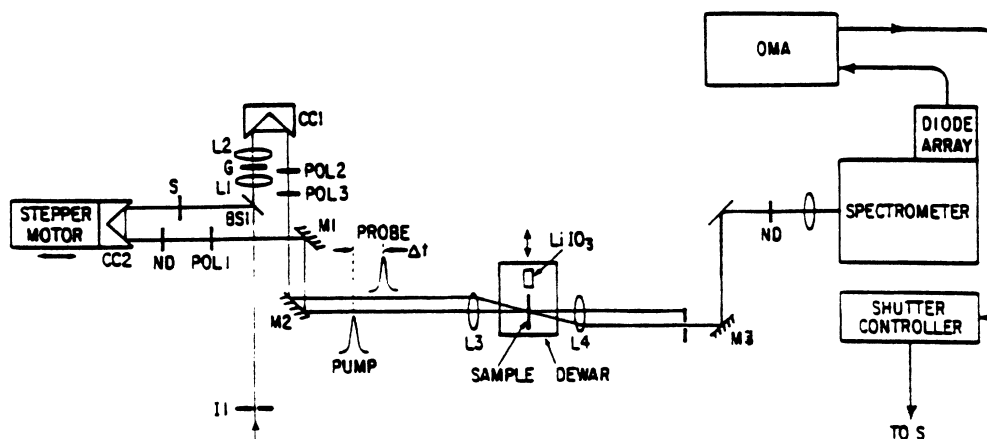 OMA
DIODE
ARRAY
CC1
L2
G
L1
POL2
POL3
S
BS1
STEPPER
MOTOR
CC2
ND
POL1
M1
PROBE
Δt
LiIO3
ND
SPECTROMETER
M2
L3
L4
M3
SHUTTER
CONTROLLER
PUMP
SAMPLE
DEWAR
I1
TO S